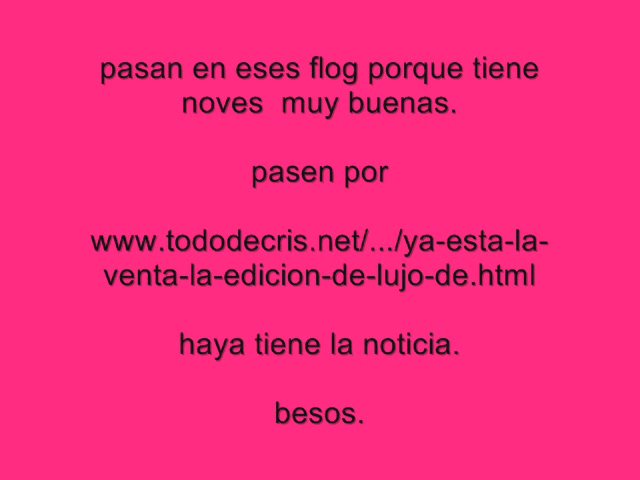 pasan en eses flog porque tiene
noves  muy buenas.
pasen por
www.tododecris.net/.../ya-esta-la-
venta-la-edicion-de-lujo-de.html
haya tiene la noticia.
besos.